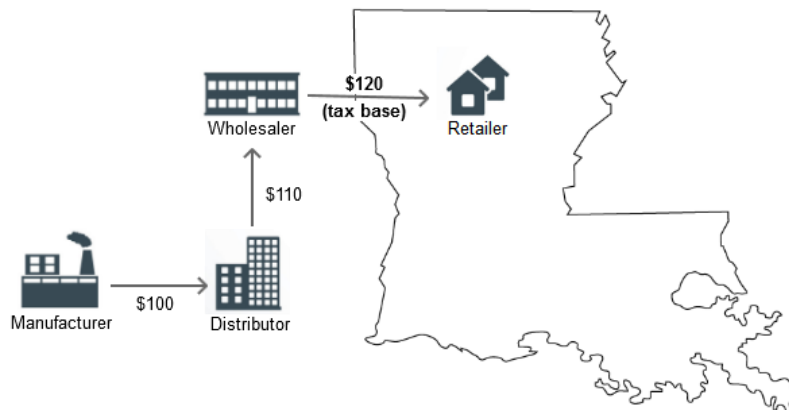 $120
(tax base)
Wholesaler
Retailer
$110
$100
Manufacturer
Distributor